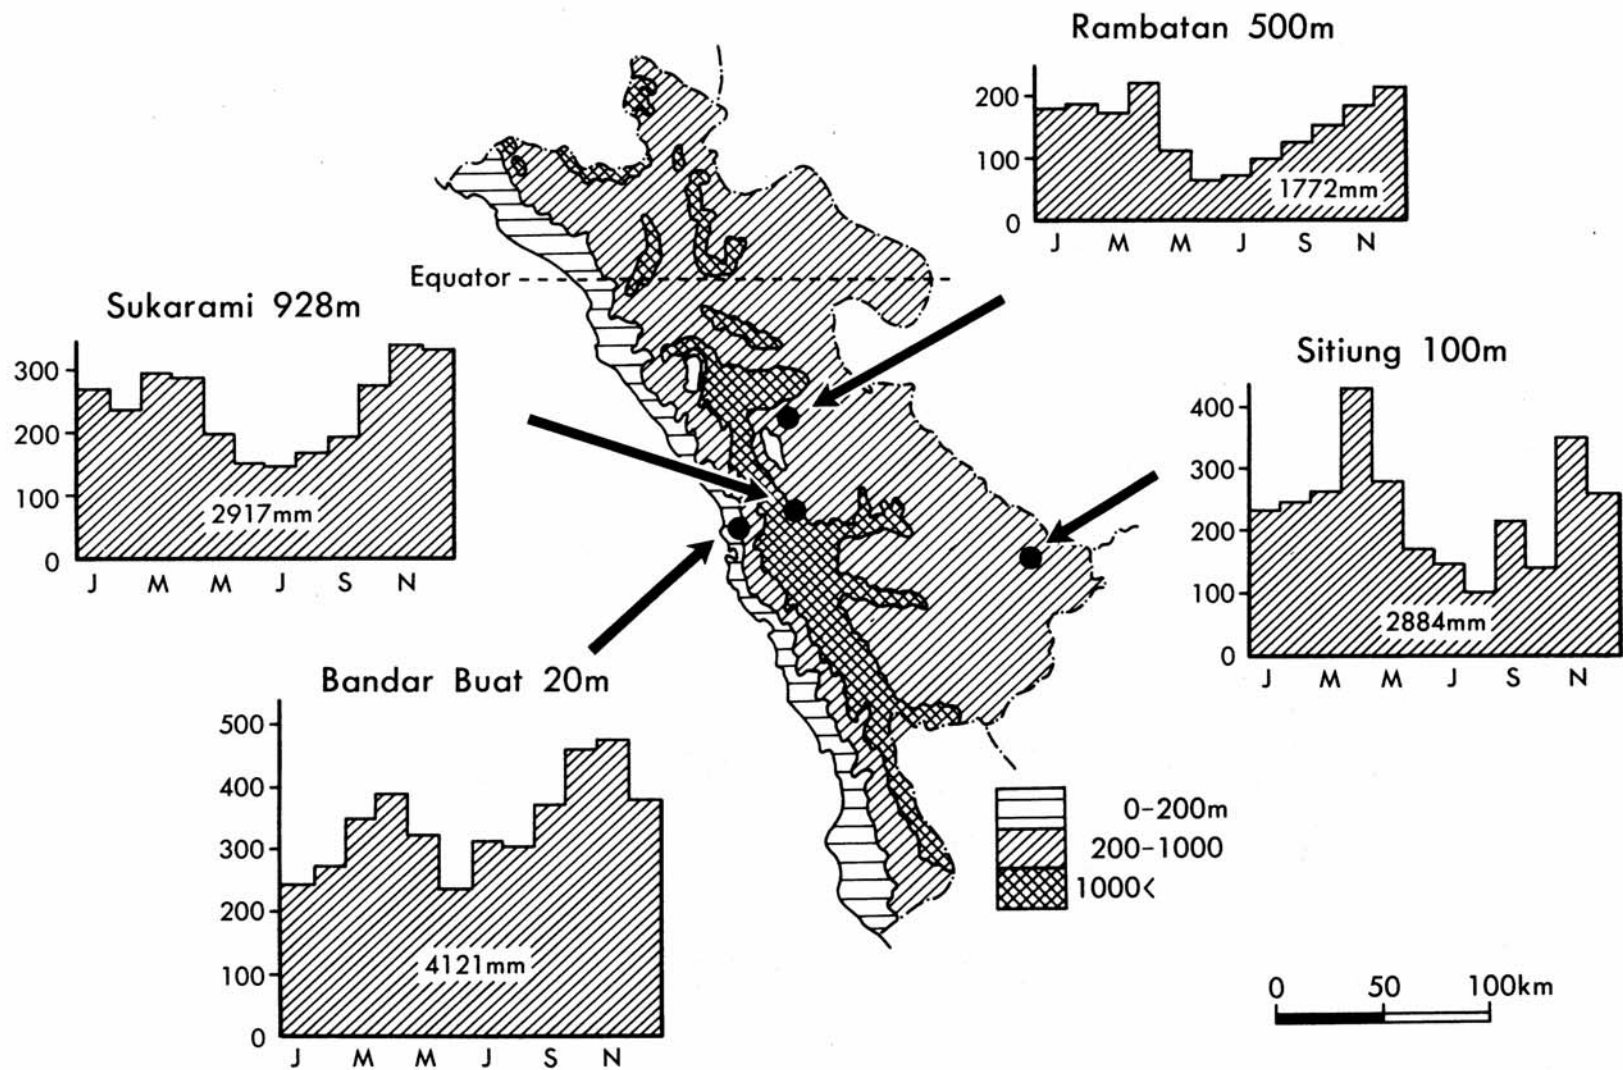 Rambatan 500m
200
100
0
1772mm
J M M J S N
Equator
Sukarami 928m
300
200
100
0
2917mm
J M M J S N
Sitiung 100m
400
300
200
100
0
2884mm
J M M J S N
Bandar Buat 20m
500
400
300
200
100
0
4121mm
J M M J S N
0-200m
200-1000
1000<
0 50 100km